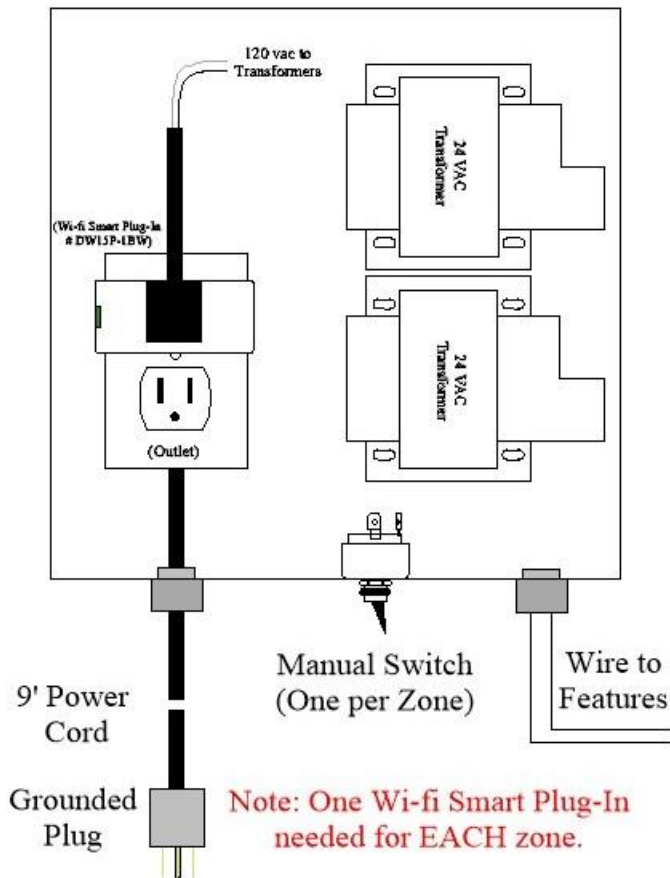 120 vac to
Transformers
24 VAC
Transformer
(Wi-fi Smart Plug-In
# DW15P-1BW)
24 VAC
Transformer
(Outlet)
Manual Switch
(One per Zone)
Wire to
Features
9' Power
Cord
Grounded
Plug
Note: One Wi-fi Smart Plug-In
needed for EACH zone.